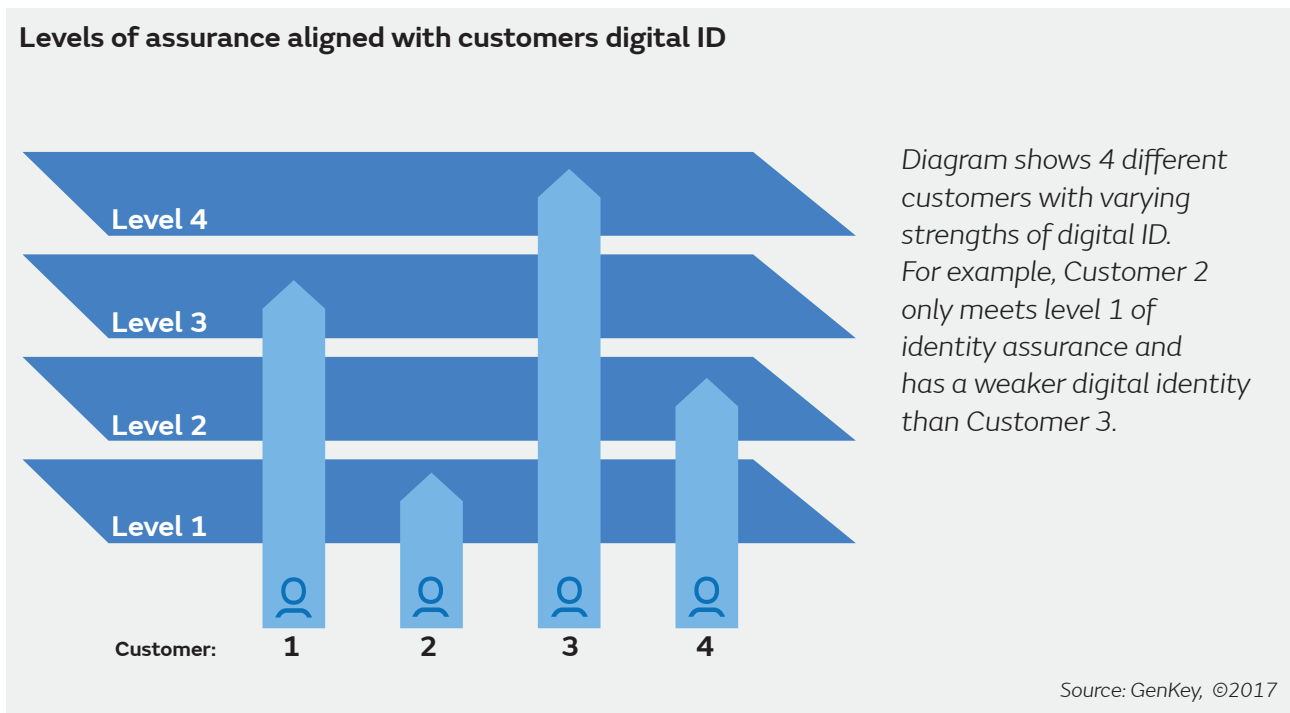 Levels of assurance aligned with customers digital ID
Level 4
Level 3
Level 2
Level 1
Customer: 1 2 3 4
Diagram shows 4 different
customers with varying
strengths of digital ID.
For example, Customer 2
only meets level 1 of
identity assurance and
has a weaker digital identity
than Customer 3.
Source: GenKey, ©2017